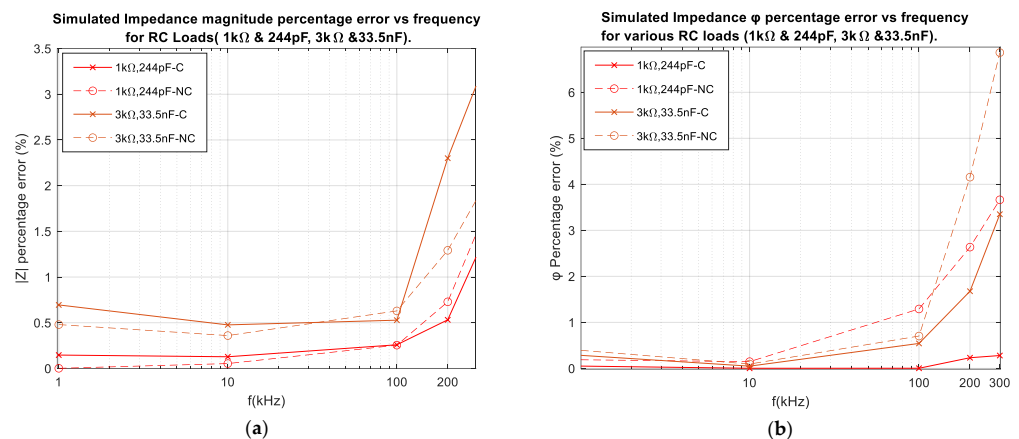 Simulated Impedance magnitude percentage error vs frequency
for RC Loads( 1kΩ & 244pF, 3kΩ &33.5nF).
3.5
3
2.5
2
1.5
1
0.5
0
|Z| percentage error (%)
1kΩ,244pF-C
1kΩ,244pF-NC
3kΩ,33.5nF-C
3kΩ,33.5nF-NC
1
10
100
200
f(kHz)
(a)
Simulated Impedance φ percentage error vs frequency
for various RC loads (1kΩ & 244pF, 3kΩ &33.5nF).
6
5
4
3
2
1
0
φ Percentage error (%)
1kΩ,244pF-C
1kΩ,244pF-NC
3kΩ,33.5nF-C
3kΩ,33.5nF-NC
10
100
200
300
f(kHz)
(b)